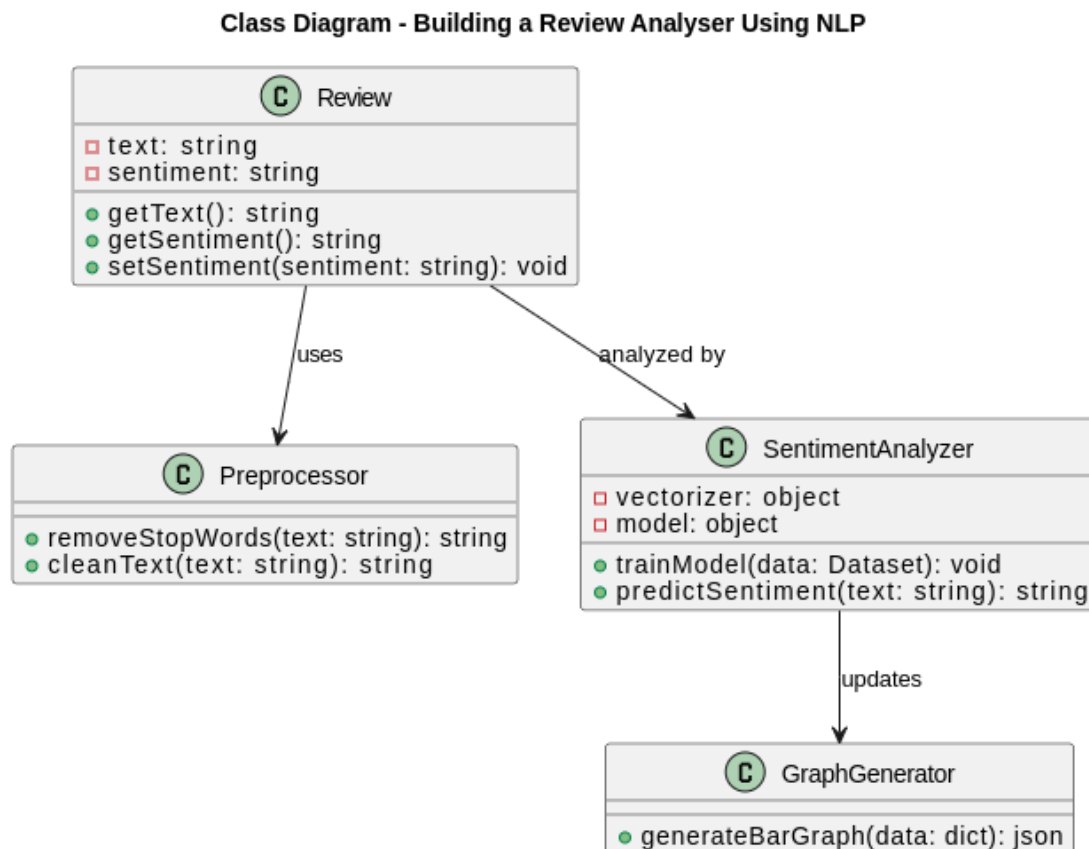 Class Diagram - Building a Review Analyser Using NLP
C Review
text: string
sentiment: string
getText(): string
getSentiment(): string
setSentiment(sentiment: string): void
uses
analyzed by
C Preprocessor
removeStopWords(text: string): string
cleanText(text: string): string
C SentimentAnalyzer
vectorizer: object
model: object
trainModel(data: Dataset): void
predictSentiment(text: string): string
updates
C GraphGenerator
generateBarGraph(data: dict): json